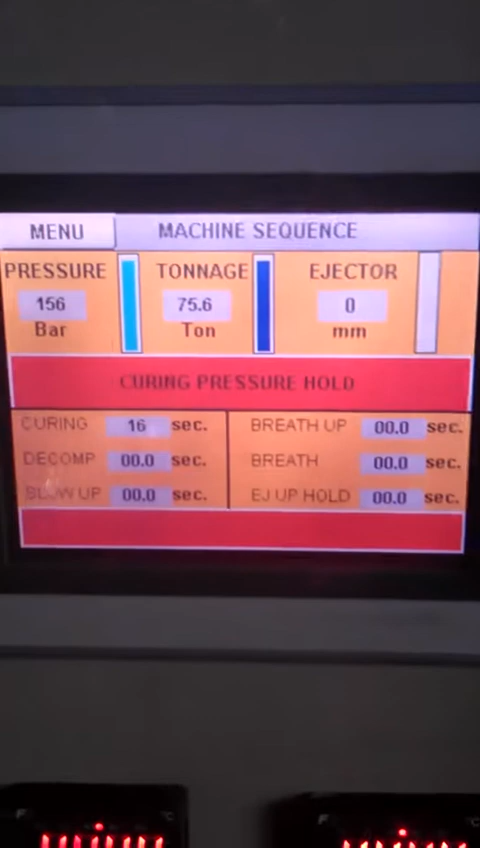 MENU
MACHINE SEQUENCE
PRESSURE
156
Bar
TONNAGE
75.6
Ton
EJECTOR
0
mm
CURING PRESSURE HOLD
CURING 16 sec.
DECOMP 00.0 sec.
BLOW UP 00.0 sec.
BREATH UP 00.0 sec.
BREATH 00.0 sec.
EJ UP HOLD 00.0 sec.